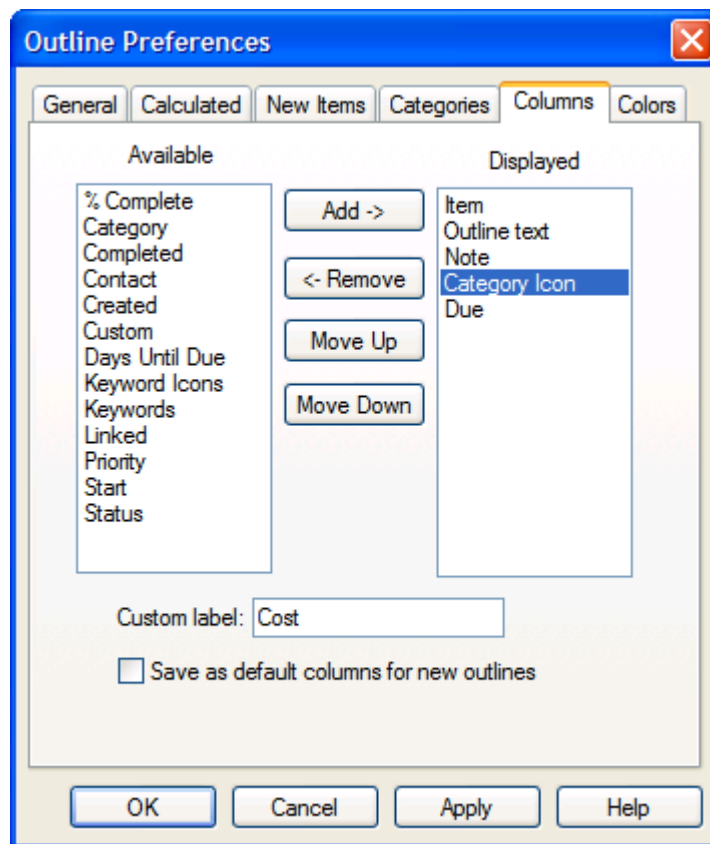 Outline Preferences
General Calculated New Items Categories Columns Colors
Available
Displayed
% Complete
Category
Completed
Contact
Created
Custom
Days Until Due
Keyword Icons
Keywords
Linked
Priority
Start
Status
Add ->
<- Remove
Move Up
Move Down
Item
Outline text
Note
Category Icon
Due
Custom label: Cost
Save as default columns for new outlines
OK Cancel Apply Help